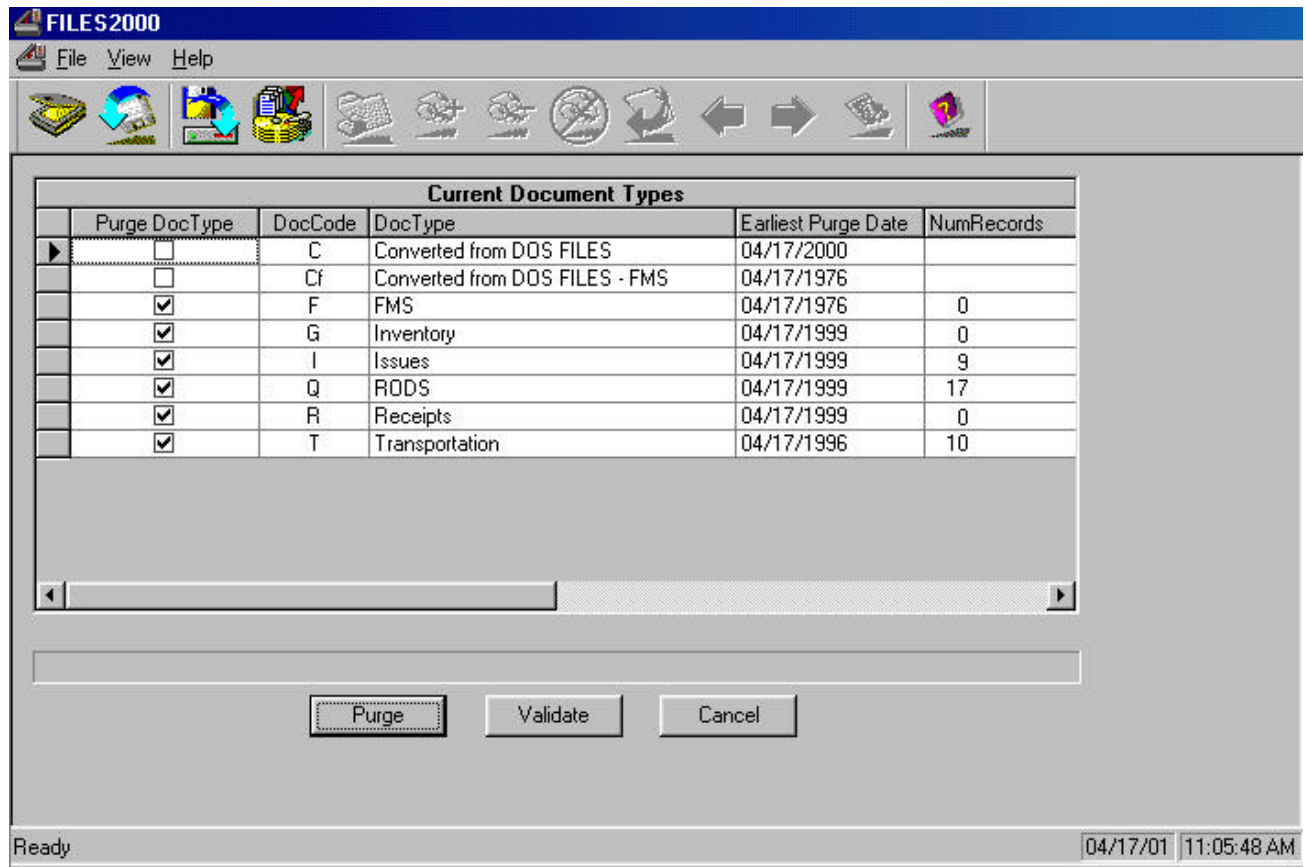 FILES2000
File View Help
Current Document Types
Purge DocType DocCode DocType Earliest Purge Date NumRecords
C Converted from DOS FILES 04/17/2000
Cf Converted from DOS FILES - FMS 04/17/1976
F FMS 04/17/1976 0
G Inventory 04/17/1999 0
I Issues 04/17/1999 9
Q RODS 04/17/1999 17
R Receipts 04/17/1999 0
T Transportation 04/17/1996 10
Purge Validate Cancel
Ready 04/17/01 11:05:48 AM